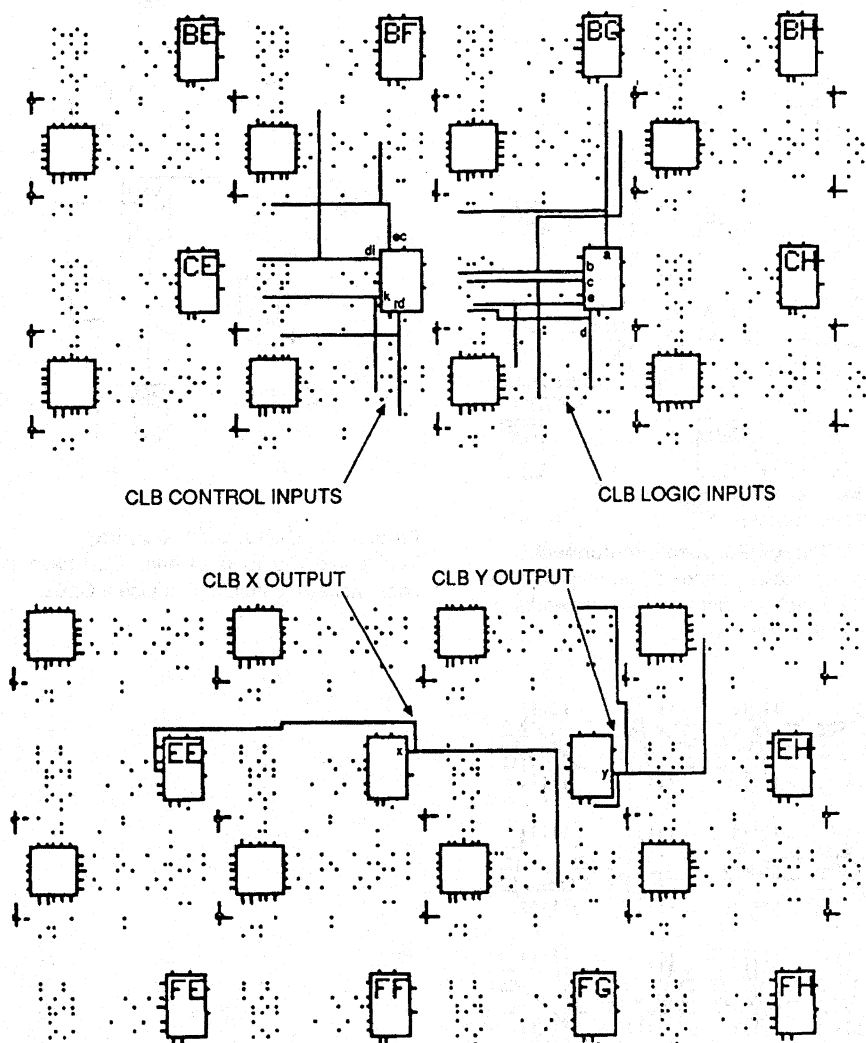 BE BF BG BH
ec
di
CE
k rd
a
b
c
e
d
CH
CLB CONTROL INPUTS
CLB LOGIC INPUTS
CLB X OUTPUT
CLB Y OUTPUT
EE
x
y
EH
FE FF FG FH